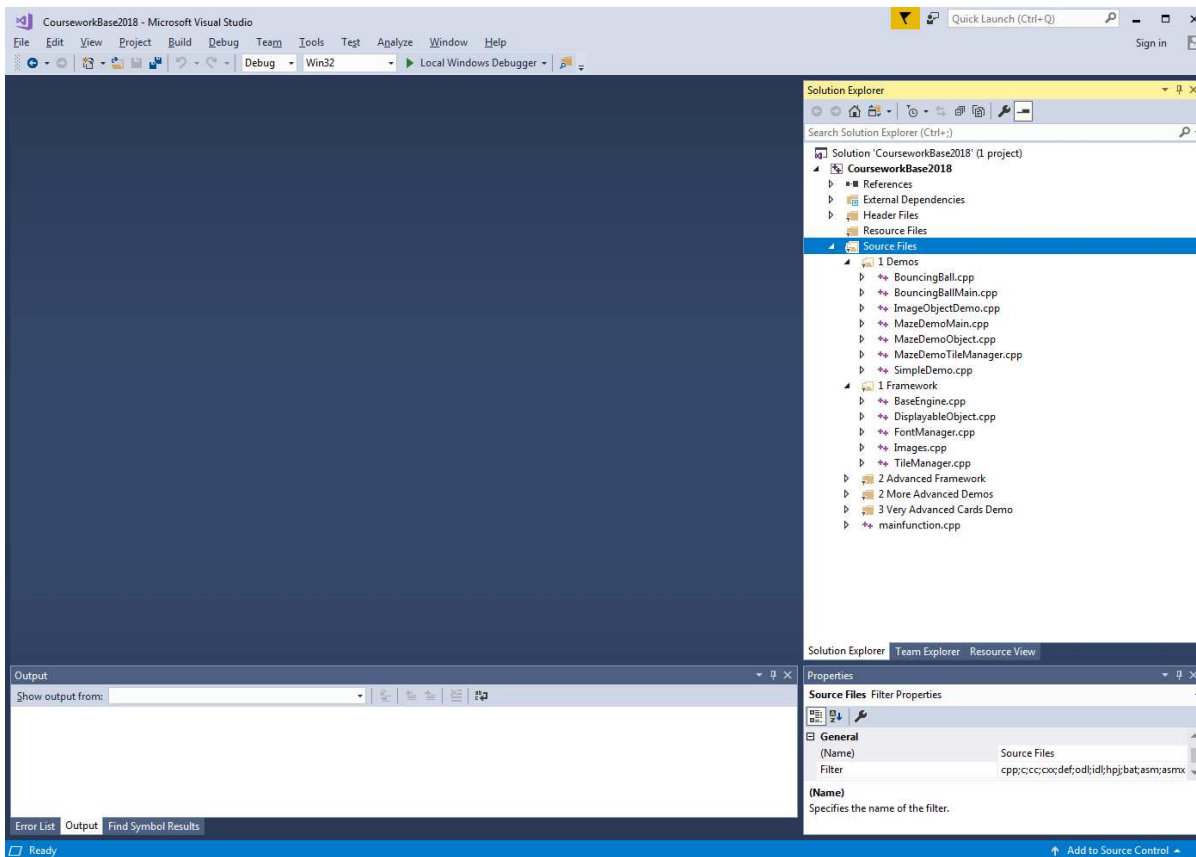 CourseworkBase2018 - Microsoft Visual Studio
Quick Launch (Ctrl+Q)
File Edit View Project Build Debug Team Tools Test Analyze Window Help
Sign in
Debug Win32 Local Windows Debugger
Solution Explorer
Search Solution Explorer (Ctrl+;)
Solution 'CourseworkBase2018' (1 project)
CourseworkBase2018
References
External Dependencies
Header Files
Resource Files
Source Files
1 Demos
BouncingBall.cpp
BouncingBallMain.cpp
ImageObjectDemo.cpp
MazeDemoMain.cpp
MazeDemoObject.cpp
MazeDemoTileManager.cpp
SimpleDemo.cpp
1 Framework
BaseEngine.cpp
DisplayableObject.cpp
FontManager.cpp
Images.cpp
TileManager.cpp
2 Advanced Framework
2 More Advanced Demos
3 Very Advanced Cards Demo
mainfunction.cpp
Solution Explorer Team Explorer Resource View
Output
Show output from:
Error List Output Find Symbol Results
Properties
Source Files Filter Properties
General
(Name) Source Files
Filter cpp;c;cc;cxx;def;odl;idl;hpj;bat;asm;asmx
(Name)
Specifies the name of the filter.
Ready
Add to Source Control